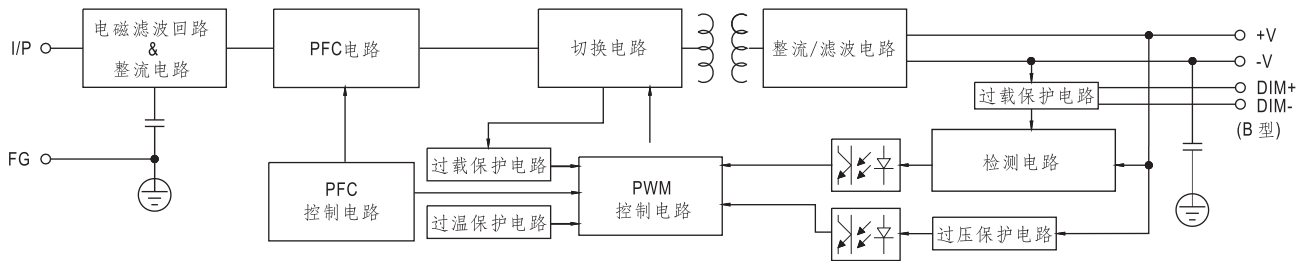 I/P
电磁滤波回路
&
整流电路
PFC电路
切换电路
整流/滤波电路
+V
-V
过载保护电路
DIM+
DIM-
(B 型)
FG
过载保护电路
检测电路
PFC
控制电路
PWM
控制电路
过温保护电路
过压保护电路